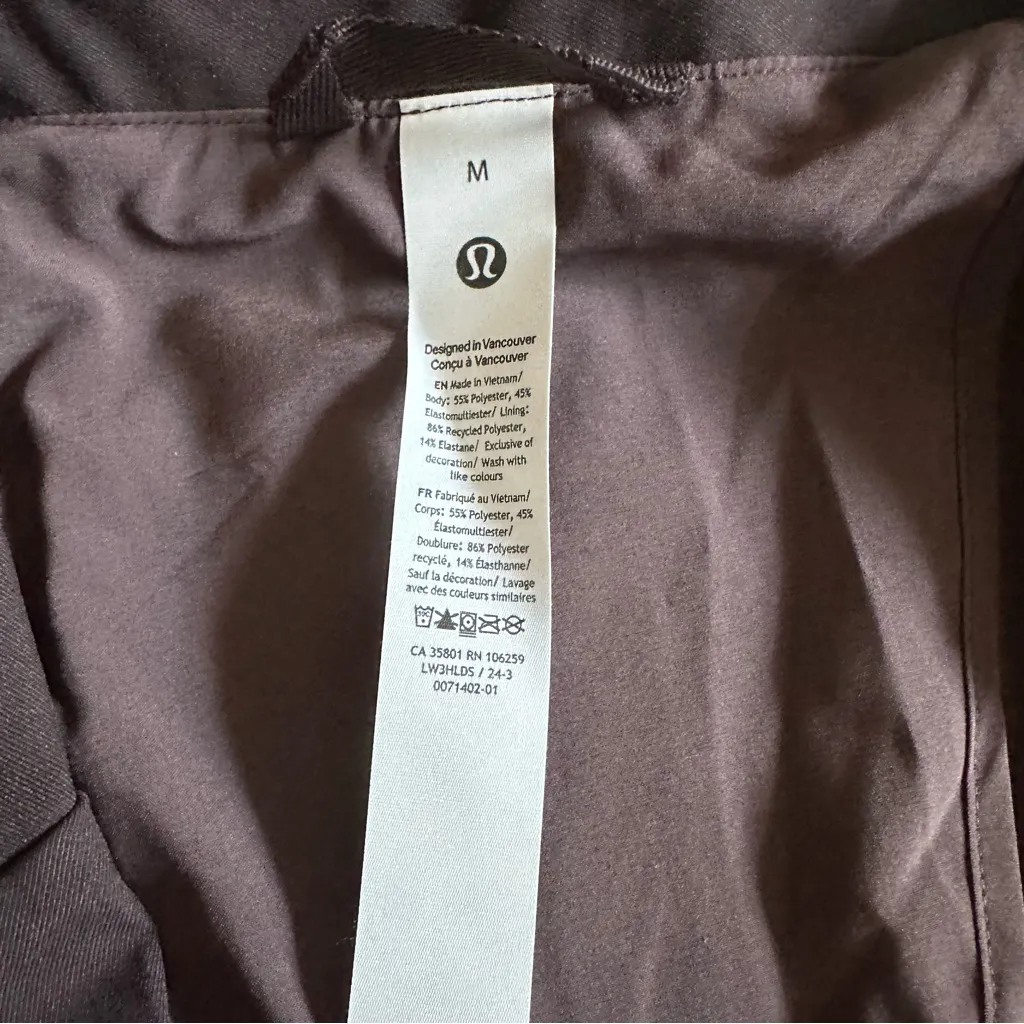 M
Designed in Vancouver
Conçu à Vancouver
EN Made in Vietnam/
Body: 55% Polyester, 45%
Elastomultiester/ Lining:
86% Recycled Polyester,
14% Elastane/ Exclusive of
decoration/ Wash with
like colours
FR Fabriqué au Vietnam/
Corps: 55% Polyester, 45%
Élastomultiester/
Doublure: 86% Polyester
recyclé, 14% Élasthanne/
Sauf la décoration/ Lavage
avec des couleurs similaires
30C
CA 35801 RN 106259
LW3HLDS / 24-3
0071402-01